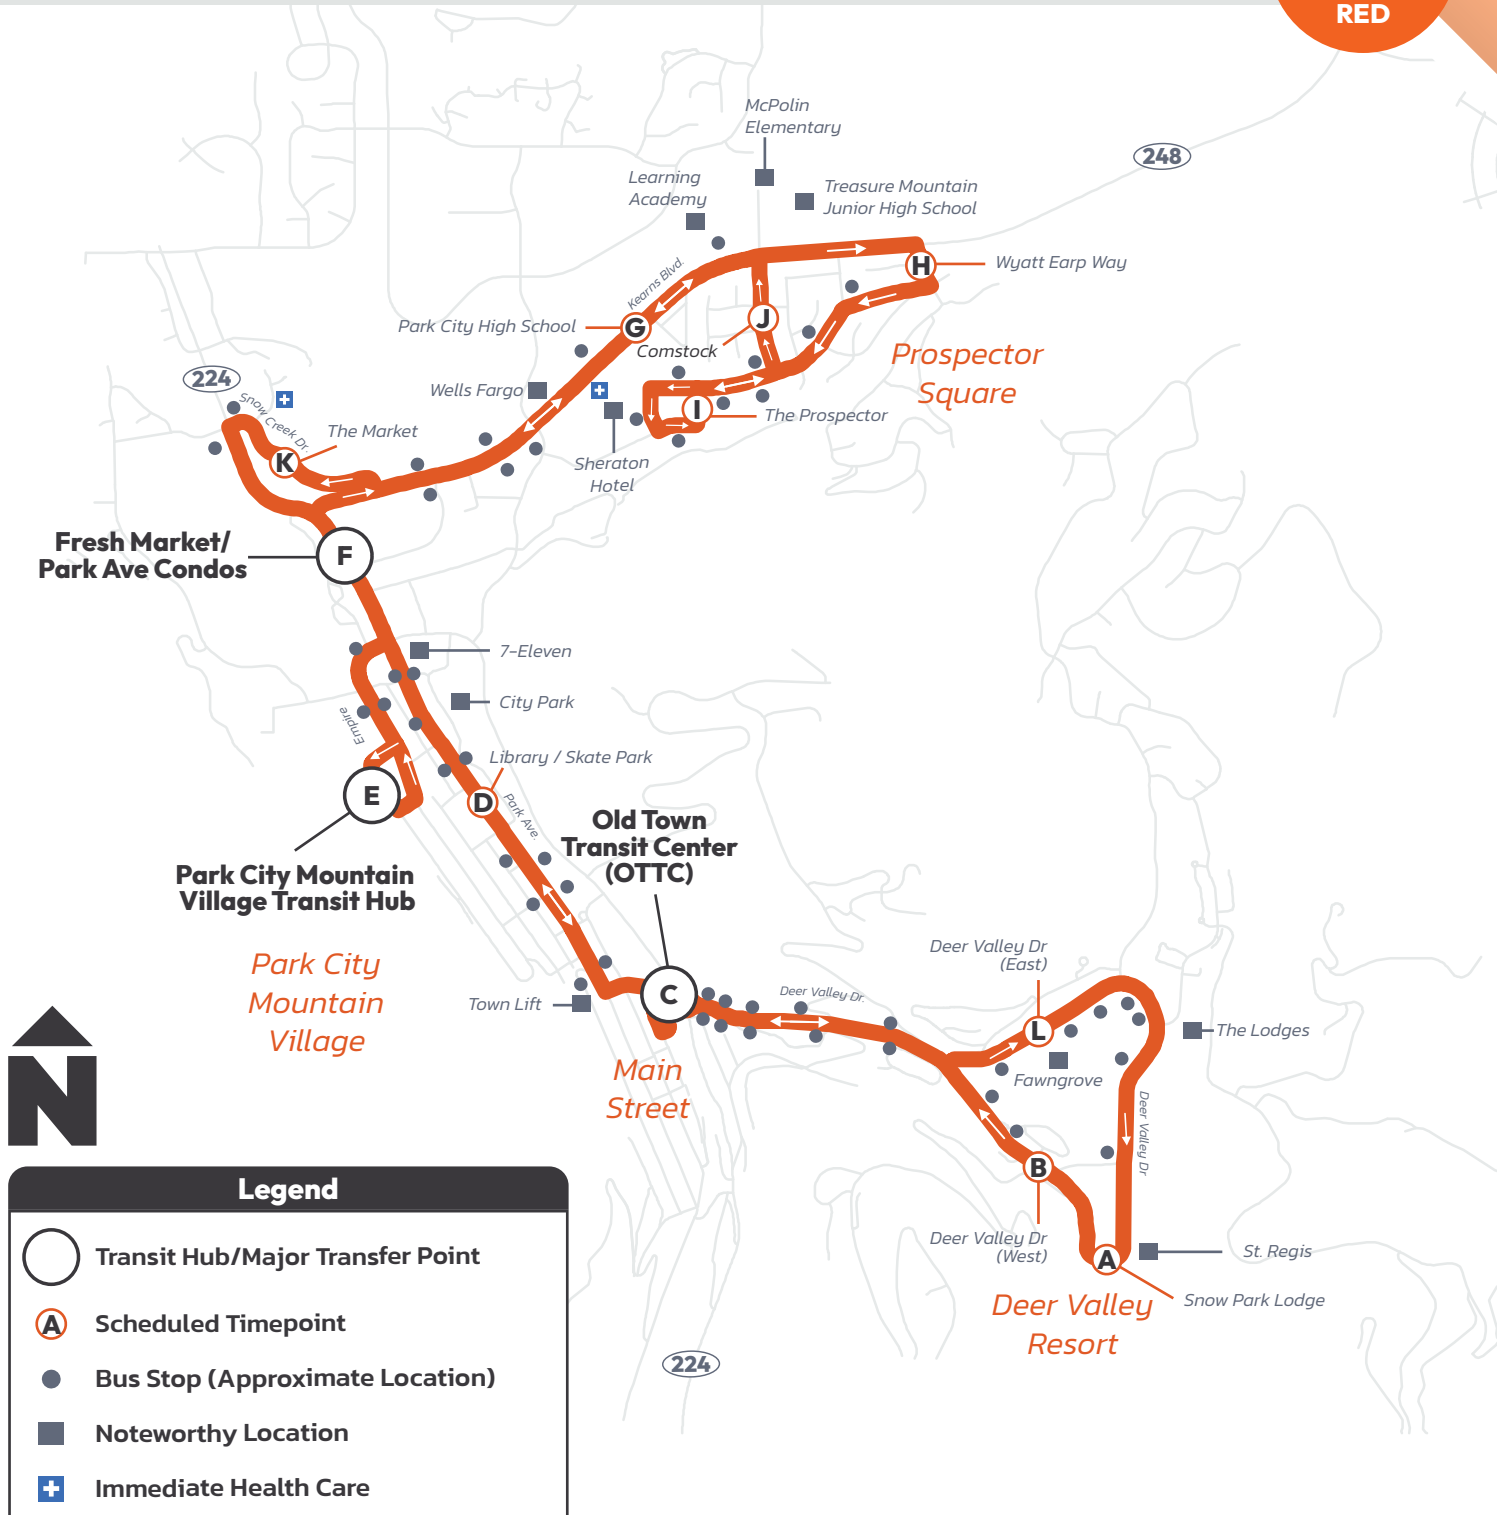 RED
McPolin
Elementary
248
Learning
Academy
Treasure Mountain
Junior High School
Kearns Blvd.
H
Wyatt Earp Way
Park City High School
G
J
Comstock
Prospector
Square
224
Snow Creek Dr.
Wells Fargo
I
The Prospector
The Market
K
Sheraton
Hotel
Fresh Market/
Park Ave Condos
F
7-Eleven
City Park
Empire
Library / Skate Park
E
D
Park Ave.
Old Town
Transit Center
(OTTC)
Park City Mountain
Village Transit Hub
Park City
Mountain
Village
Deer Valley Dr
(East)
C
Deer Valley Dr.
Town Lift
L
The Lodges
Main
Street
Fawngrove
Deer Valley Dr
N
B
Deer Valley Dr
(West)
A
St. Regis
Snow Park Lodge
Deer Valley
Resort
224
Legend
Transit Hub/Major Transfer Point
A
Scheduled Timepoint
Bus Stop (Approximate Location)
Noteworthy Location
Immediate Health Care